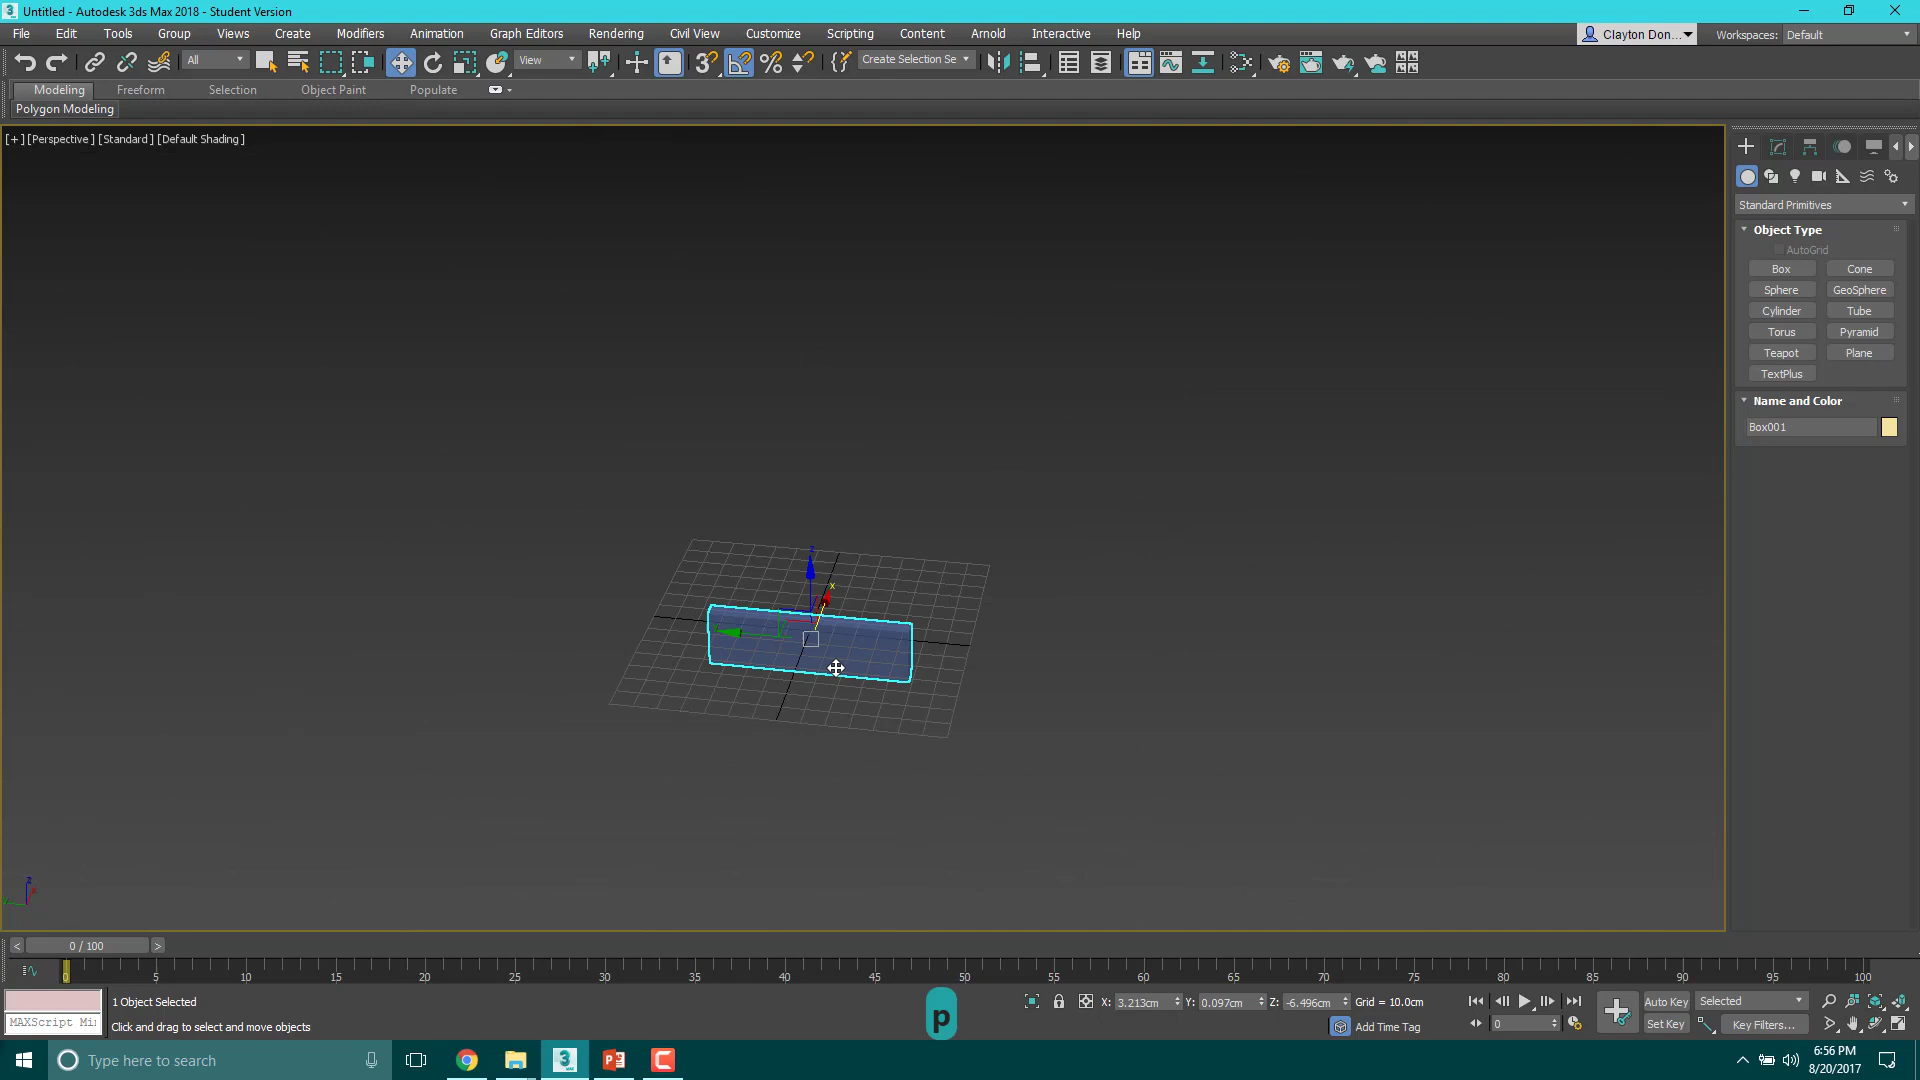 Untitled - Autodesk 3ds Max 2018 - Student Version
File Edit Tools Group Views Create Modifiers Animation Graph Editors Rendering Civil View Customize Scripting Content Arnold Interactive Help
Clayton Don... Workspaces: Default
All View Create Selection Se
Modeling Freeform Selection Object Paint Populate
Polygon Modeling
[+] [Perspective] [Standard] [Default Shading]
Standard Primitives
Object Type
AutoGrid
Box Cone
Sphere GeoSphere
Cylinder Tube
Torus Pyramid
Teapot Plane
TextPlus
Name and Color
Box001
z
x
y
z
x
y
< 0 / 100 >
0 5 10 15 20 25 30 35 40 45 50 55 60 65 70 75 80 85 90 95 100
1 Object Selected
X: 3.213cm Y: 0.097cm Z: -6.496cm Grid = 10.0cm
Auto Key Selected
MAXScript Mi
Click and drag to select and move objects
p
Add Time Tag
0
Set Key Key Filters...
Type here to search
6:56 PM
8/20/2017